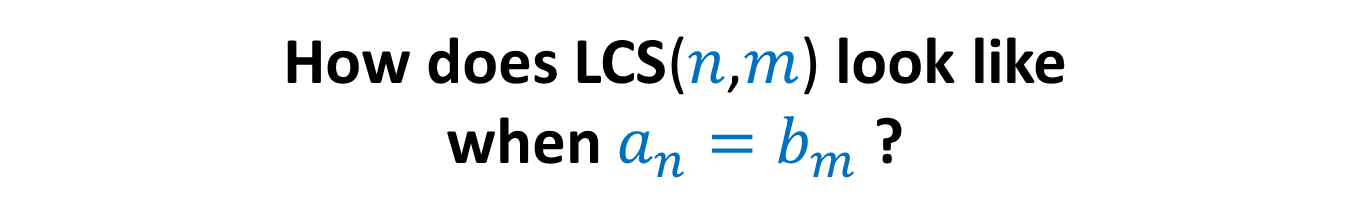 How does LCS(n,m) look like
when aₙ = bₘ ?